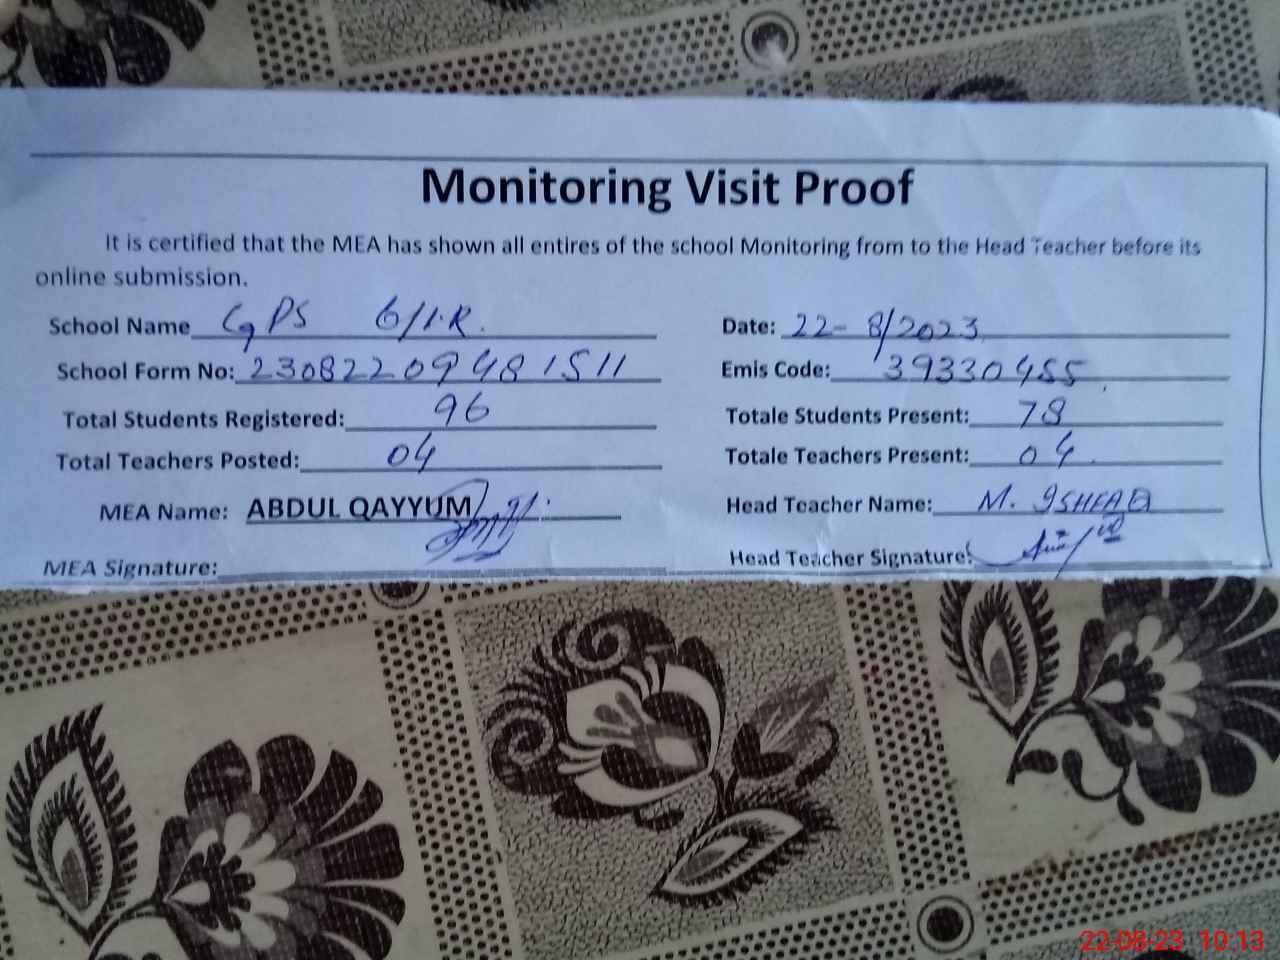 Monitoring Visit Proof
It is certified that the MEA has shown all entires of the school Monitoring from to the Head Teacher before its
online submission.
School Name GPS 6/1.R. Date: 22-8/2023
School Form No: 23082209481511 Emis Code: 39330455
Total Students Registered: 96 Totale Students Present: 78
Total Teachers Posted: 04 Totale Teachers Present: 04
MEA Name: ABDUL QAYYUM Head Teacher Name: M. ISHFAQ
MEA Signature: Head Teacher Signature:
22-08-23 10:13